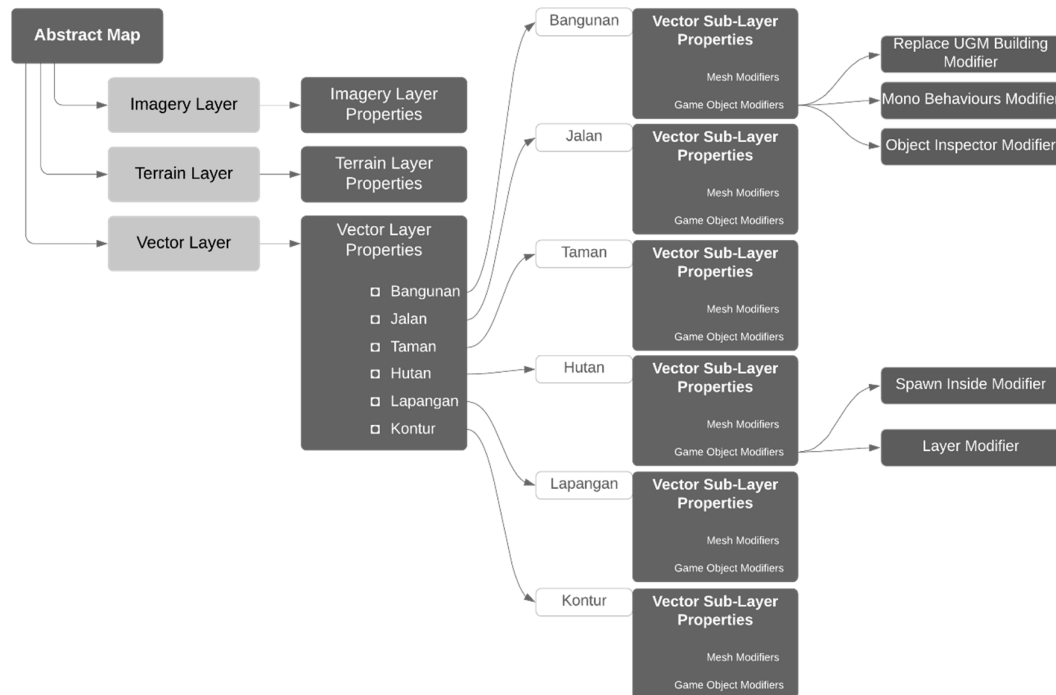 Abstract Map
Imagery Layer
Imagery Layer
Properties
Terrain Layer
Terrain Layer
Properties
Vector Layer
Vector Layer
Properties
Bangunan
Jalan
Taman
Hutan
Lapangan
Kontur
Bangunan
Vector Sub-Layer
Properties
Mesh Modifiers
Game Object Modifiers
Replace UGM Building
Modifier
Mono Behaviours Modifier
Object Inspector Modifier
Jalan
Vector Sub-Layer
Properties
Mesh Modifiers
Game Object Modifiers
Taman
Vector Sub-Layer
Properties
Mesh Modifiers
Game Object Modifiers
Hutan
Vector Sub-Layer
Properties
Mesh Modifiers
Game Object Modifiers
Spawn Inside Modifier
Layer Modifier
Lapangan
Vector Sub-Layer
Properties
Mesh Modifiers
Game Object Modifiers
Kontur
Vector Sub-Layer
Properties
Mesh Modifiers
Game Object Modifiers